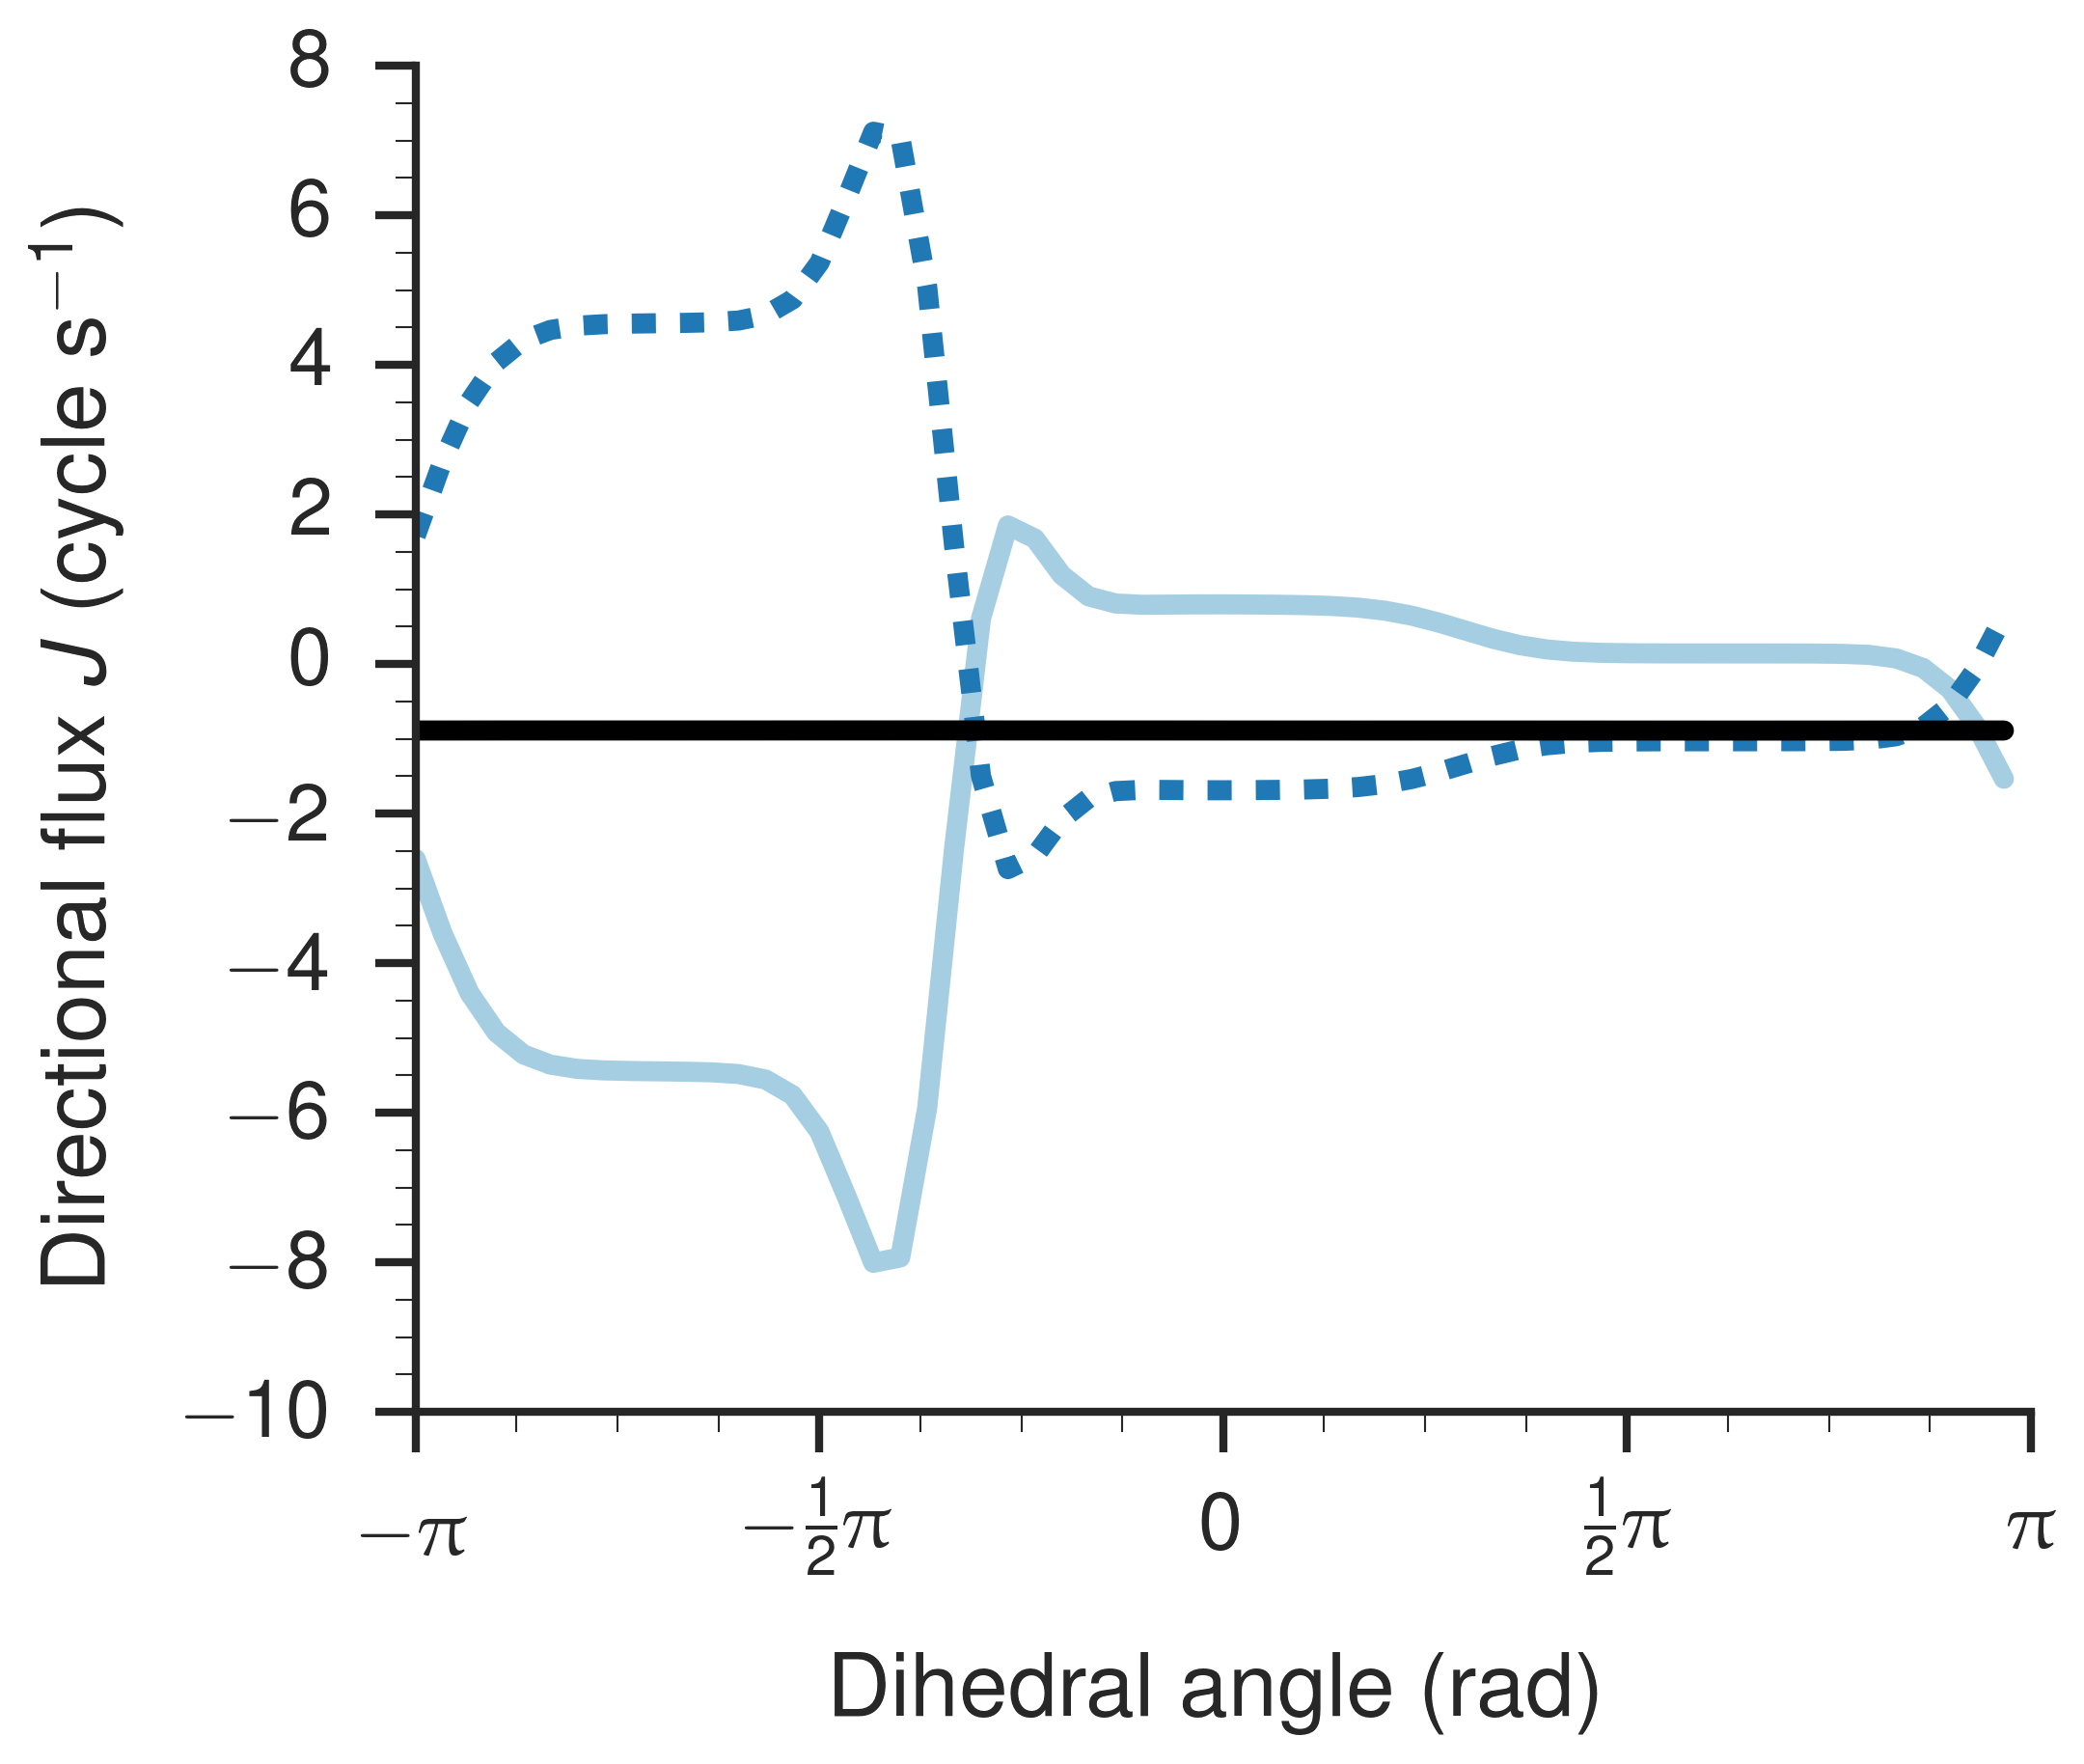 Directional flux J (cycle s⁻¹)
8
6
4
2
0
−2
−4
−6
−8
−10
−π
−½π
0
½π
π
Dihedral angle (rad)